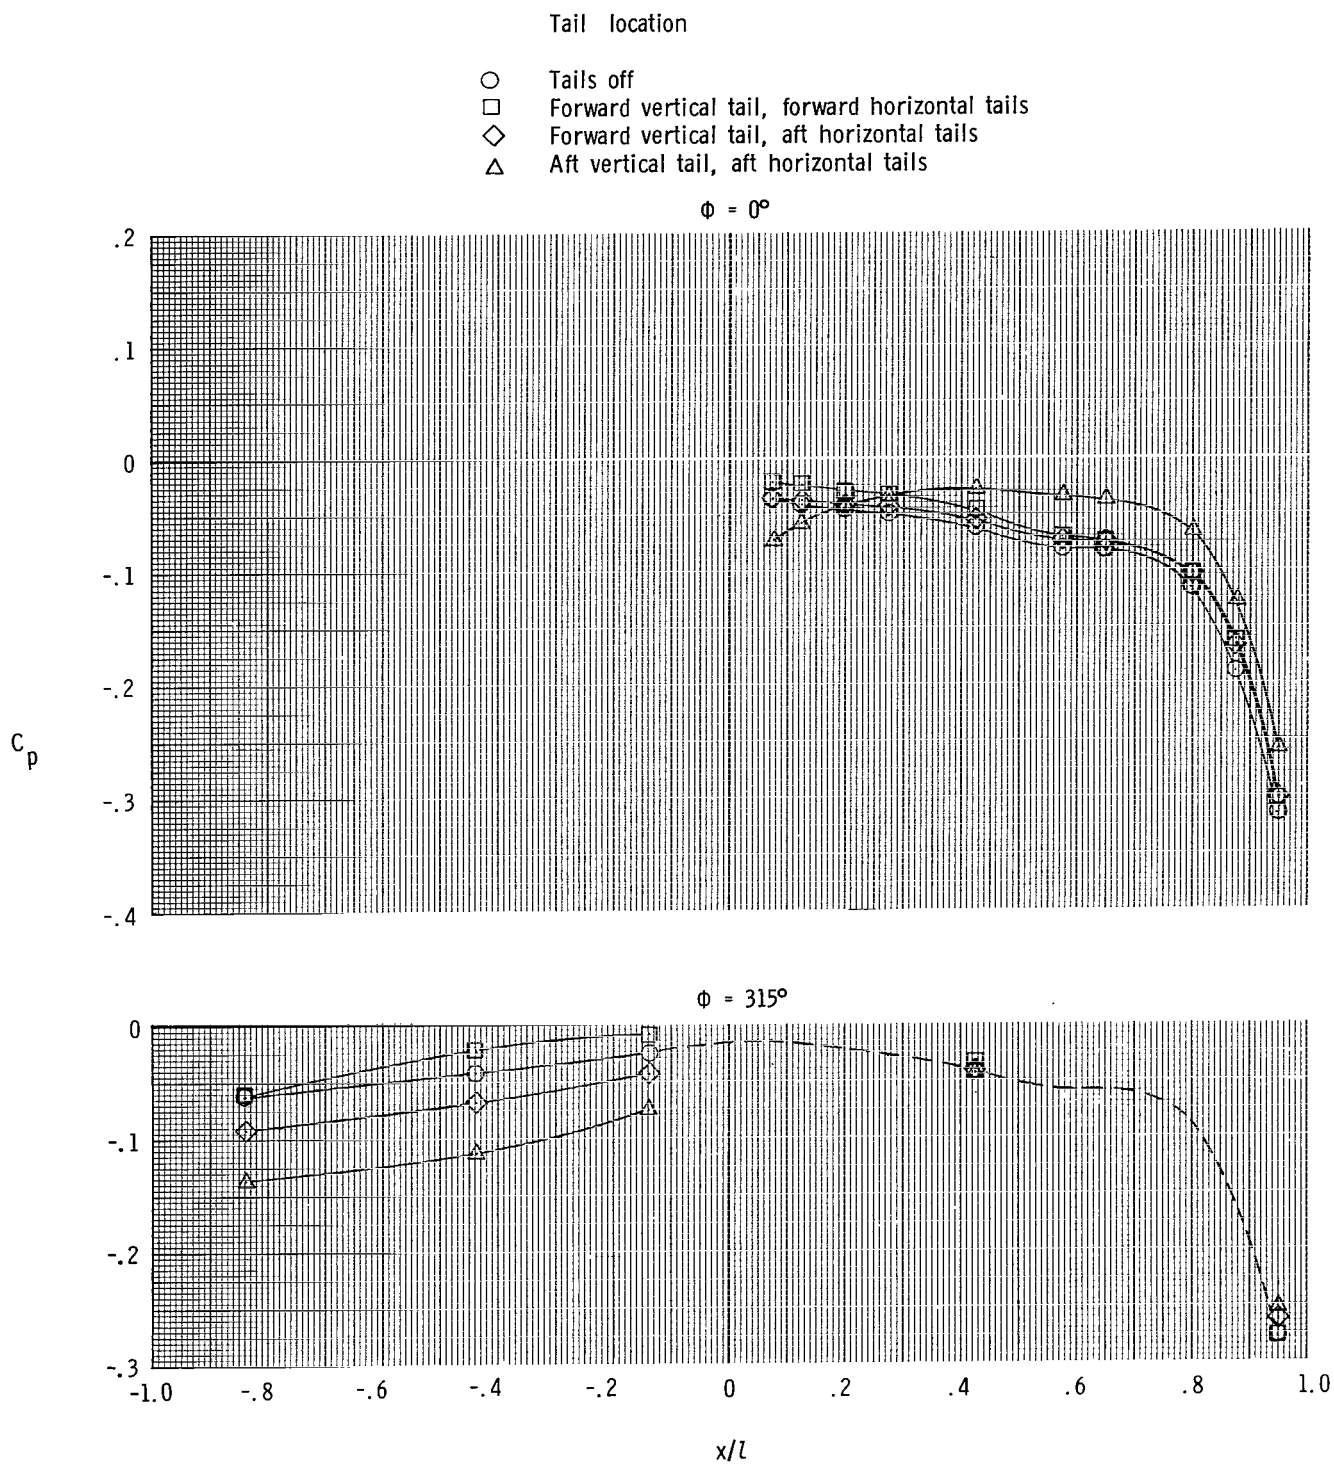 Tail location
Tails off
Forward vertical tail, forward horizontal tails
Forward vertical tail, aft horizontal tails
Aft vertical tail, aft horizontal tails
Φ = 0°
.2
.1
0
-.1
-.2
-.3
-.4
Cp
Φ = 315°
0
-.1
-.2
-.3
-1.0 -.8 -.6 -.4 -.2 0 .2 .4 .6 .8 1.0
x/l